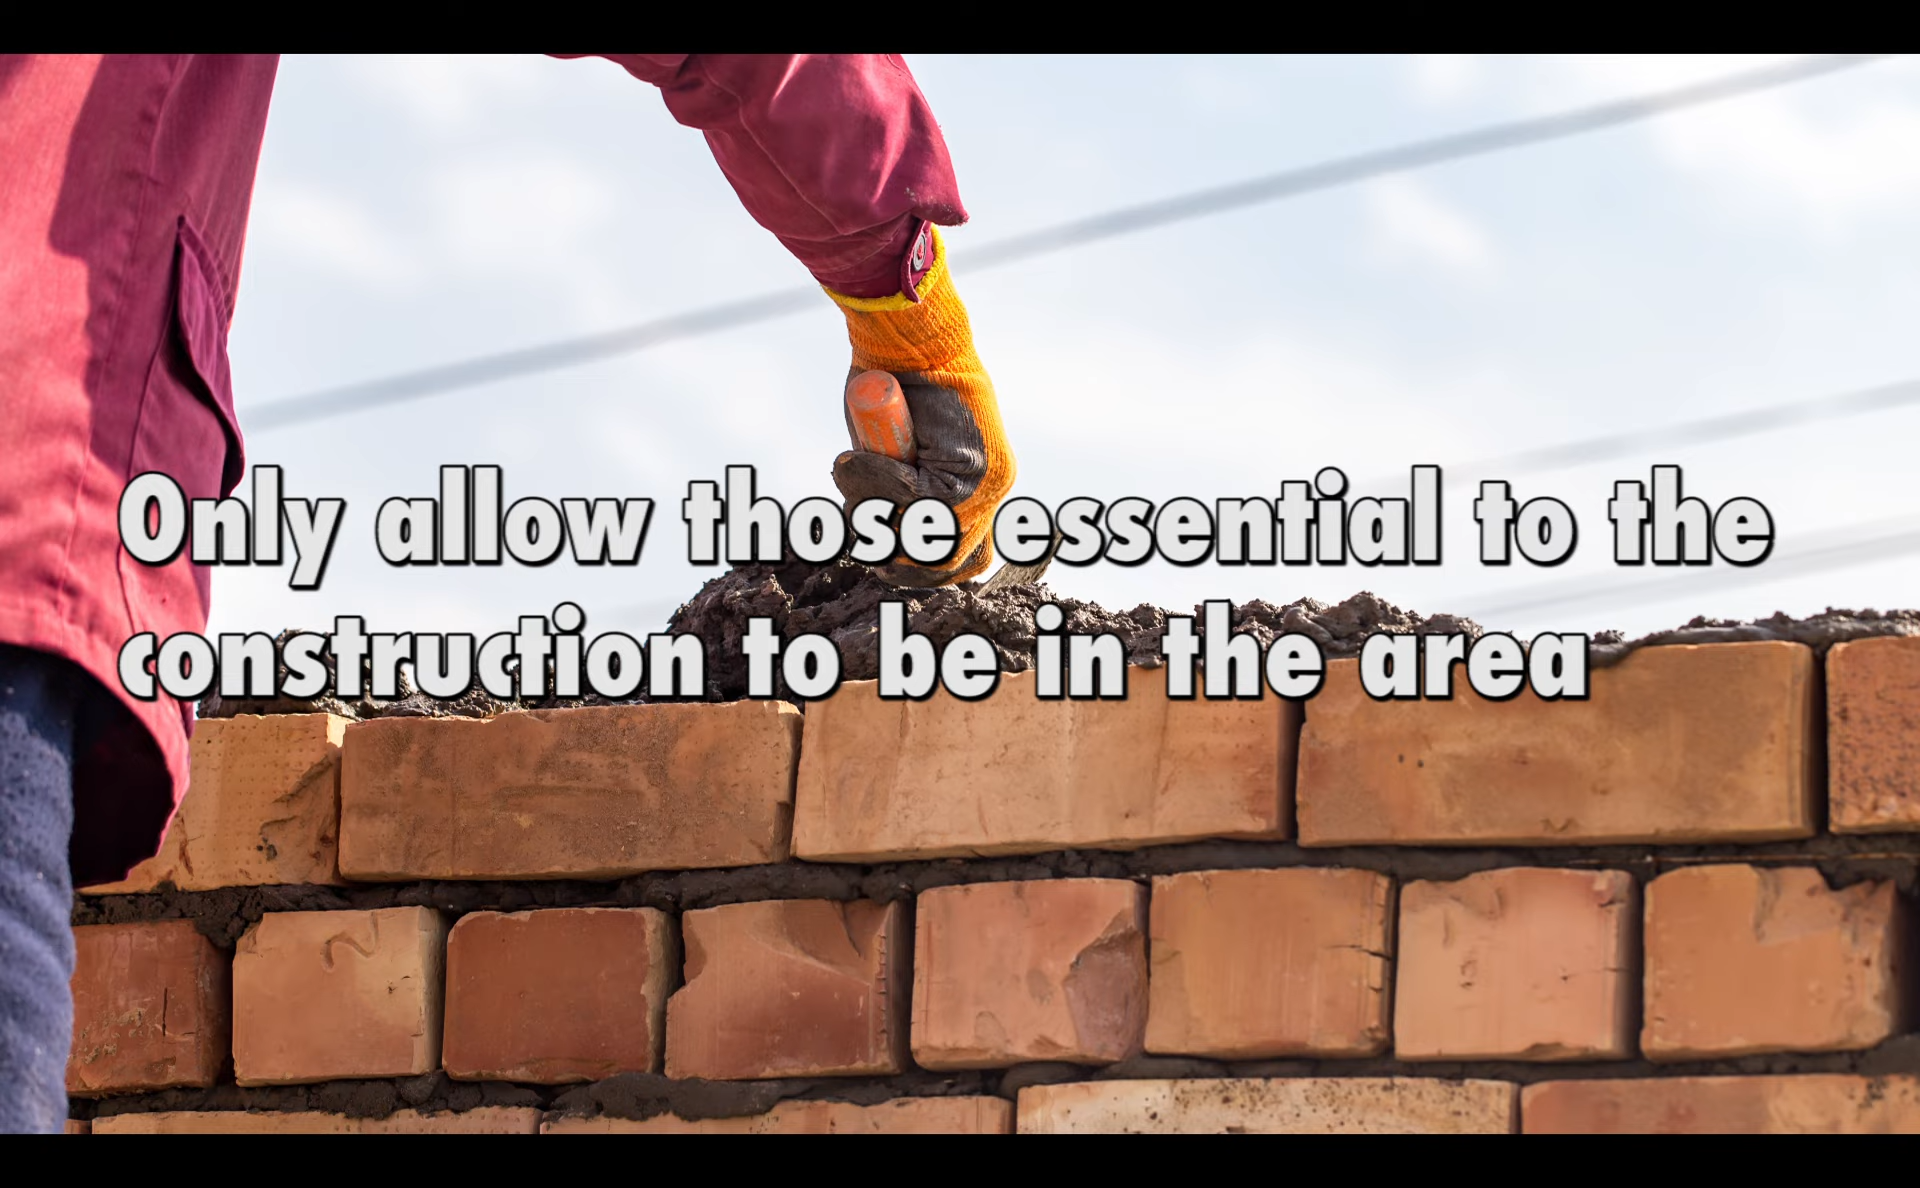 Only allow those essential to the
construction to be in the area